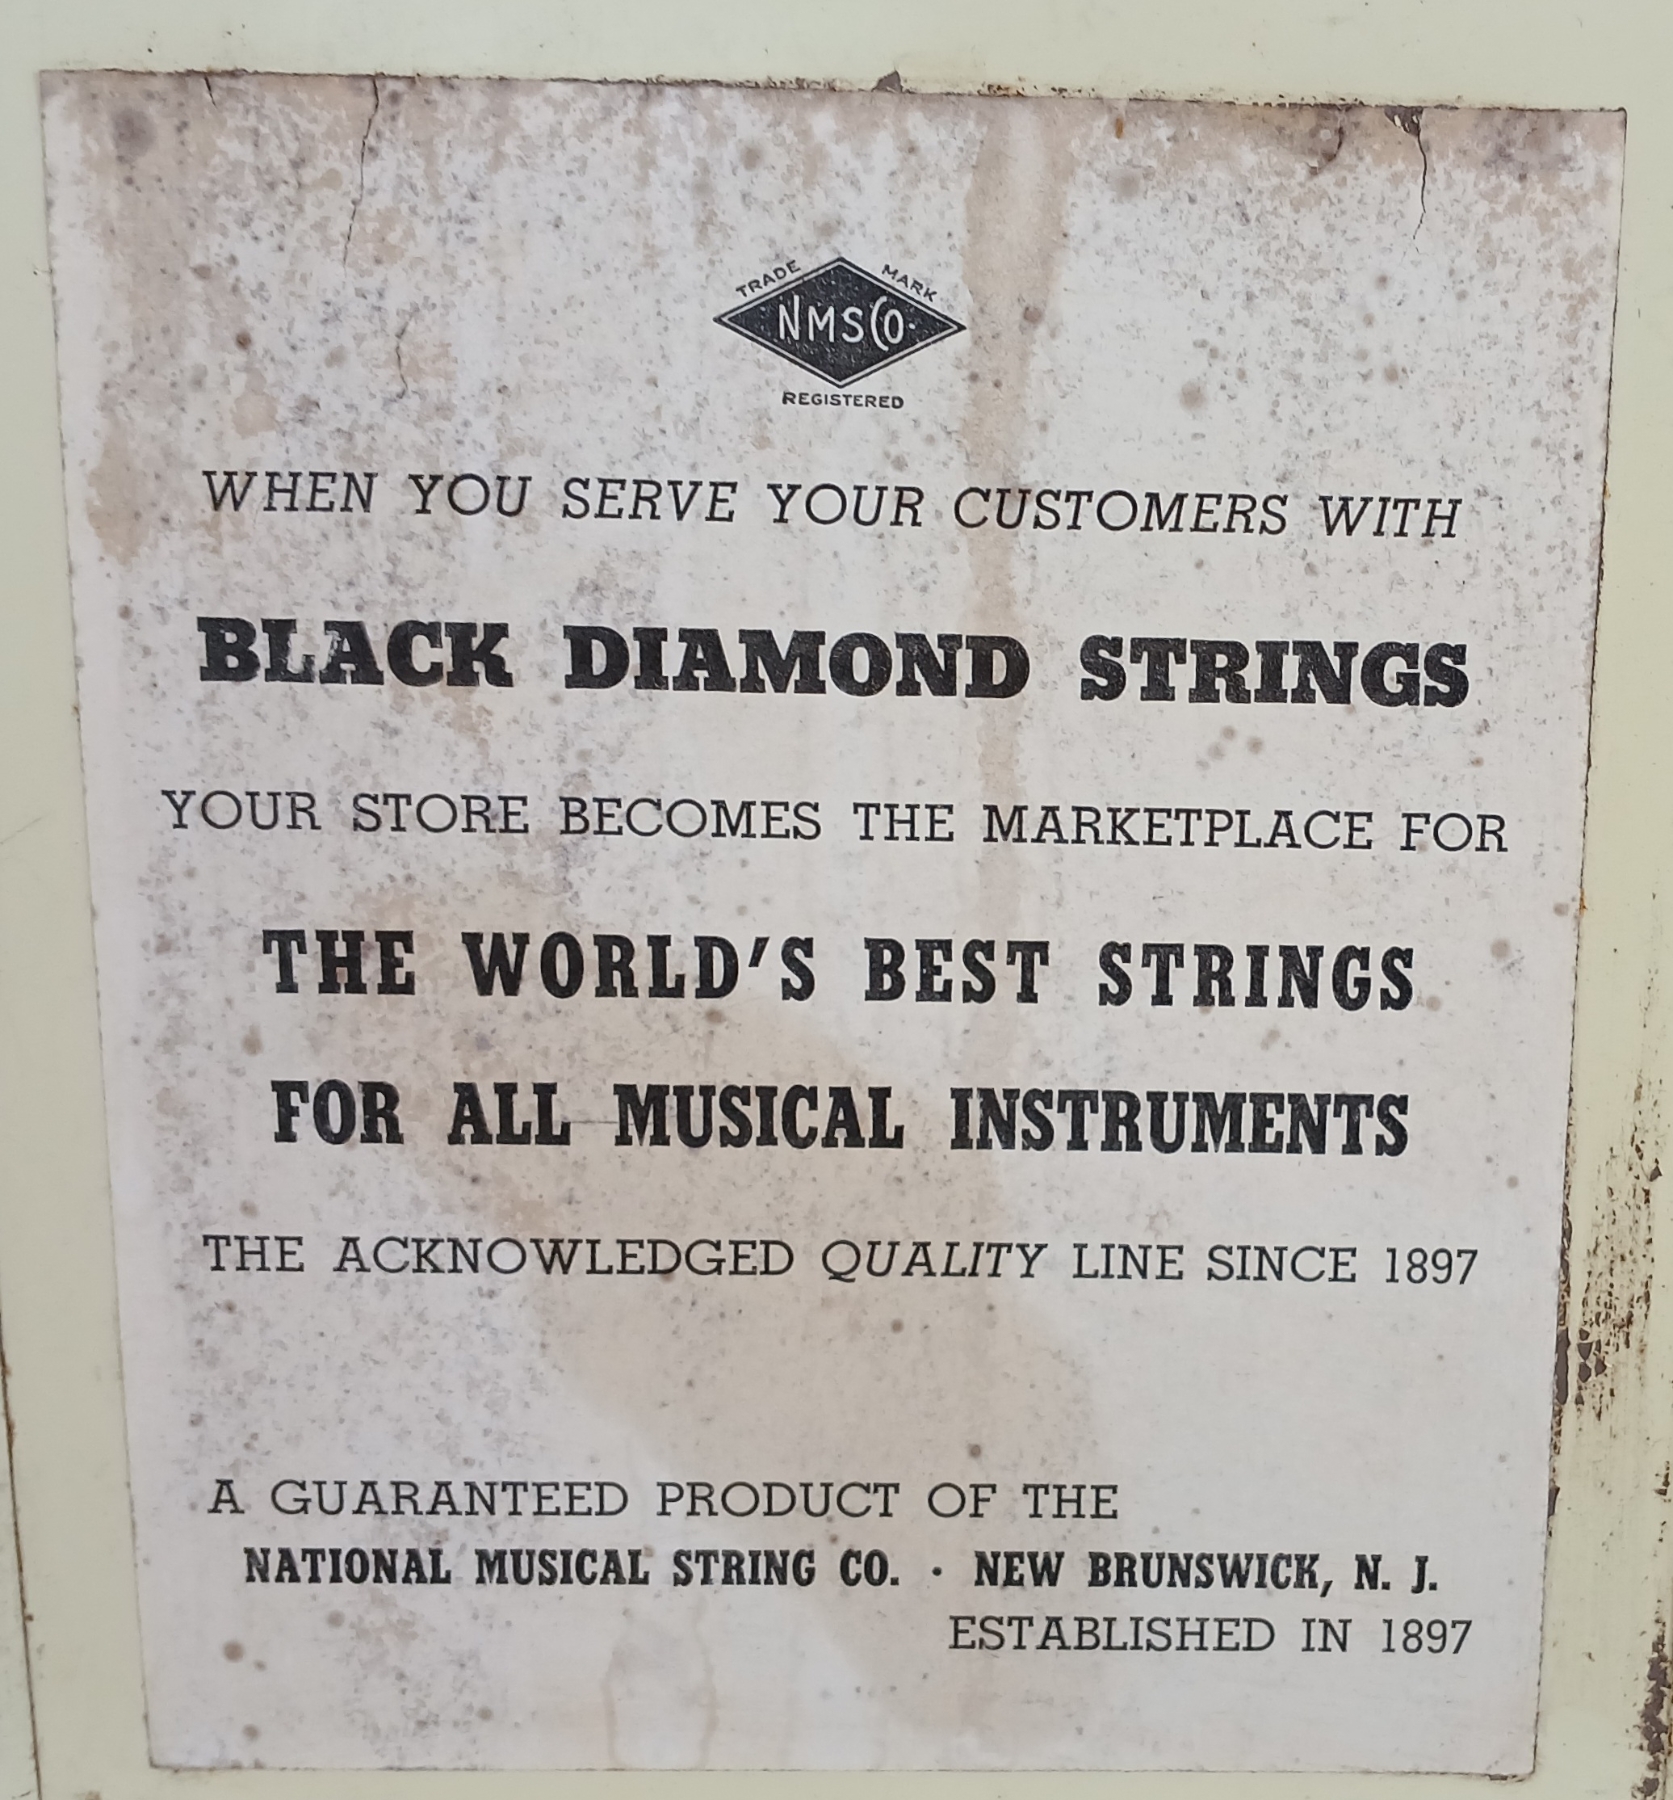 TRADE MARK
NMSCo.
REGISTERED
WHEN YOU SERVE YOUR CUSTOMERS WITH
BLACK DIAMOND STRINGS
YOUR STORE BECOMES THE MARKETPLACE FOR
THE WORLD'S BEST STRINGS
FOR ALL MUSICAL INSTRUMENTS
THE ACKNOWLEDGED QUALITY LINE SINCE 1897
A GUARANTEED PRODUCT OF THE
NATIONAL MUSICAL STRING CO. · NEW BRUNSWICK, N. J.
ESTABLISHED IN 1897